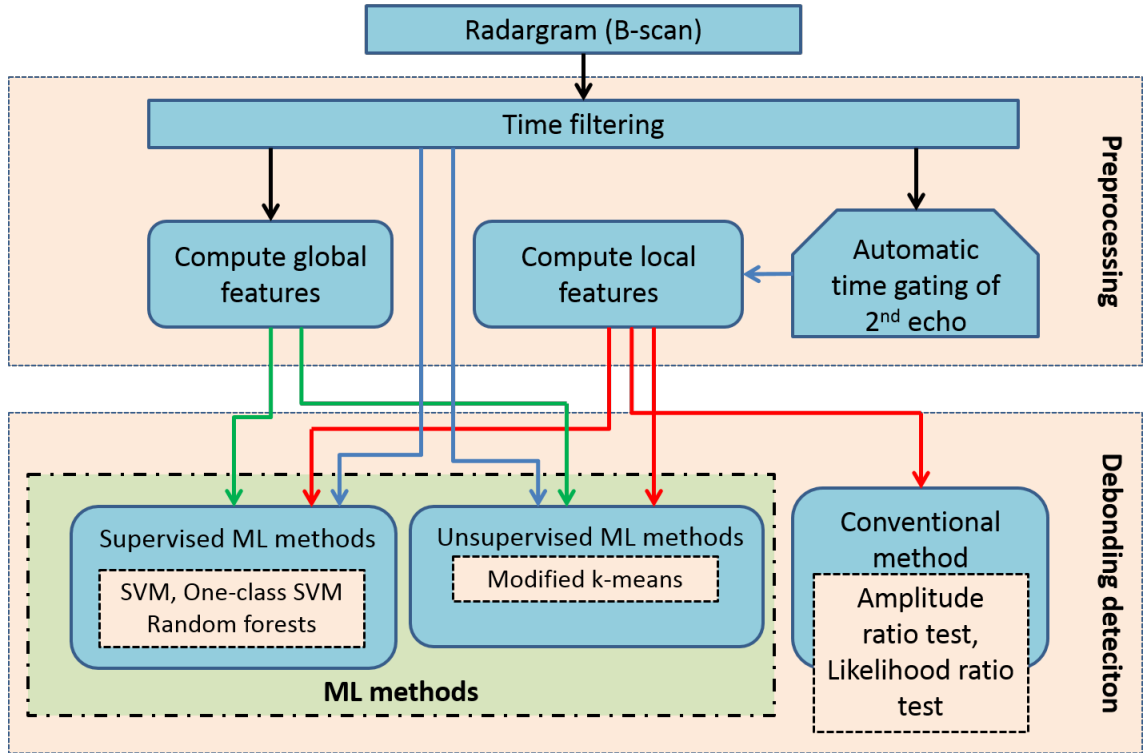 Radargram (B-scan)
Time filtering
Preprocessing
Compute global
features
Compute local
features
Automatic
time gating of
2nd echo
Debonding deteciton
Supervised ML methods
SVM, One-class SVM
Random forests
Unsupervised ML methods
Modified k-means
ML methods
Conventional
method
Amplitude
ratio test,
Likelihood ratio
test